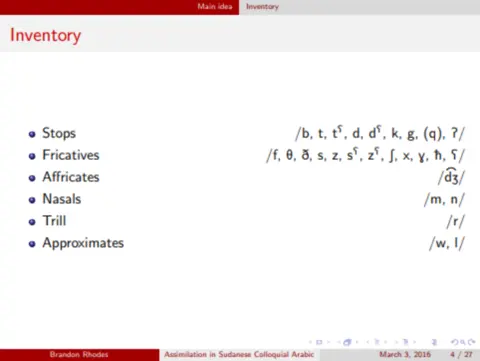 Main idea Inventory
Inventory
Stops /b, t, tˤ, d, dˤ, k, g, (q), ʔ/
Fricatives /f, θ, ð, s, z, sˤ, zˤ, ʃ, x, ɣ, ħ, ʕ/
Affricates /d͡ʒ/
Nasals /m, n/
Trill /r/
Approximates /w, l/
Brandon Rhodes Assimilation in Sudanese Colloquial Arabic March 3, 2016 4 / 27